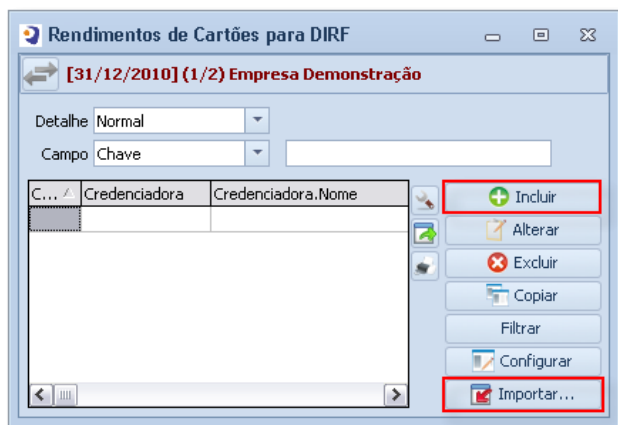 Rendimentos de Cartões para DIRF
[31/12/2010] (1/2) Empresa Demonstração
Detalhe Normal
Campo Chave
C... Credenciadora Credenciadora.Nome
Incluir
Alterar
Excluir
Copiar
Filtrar
Configurar
Importar...